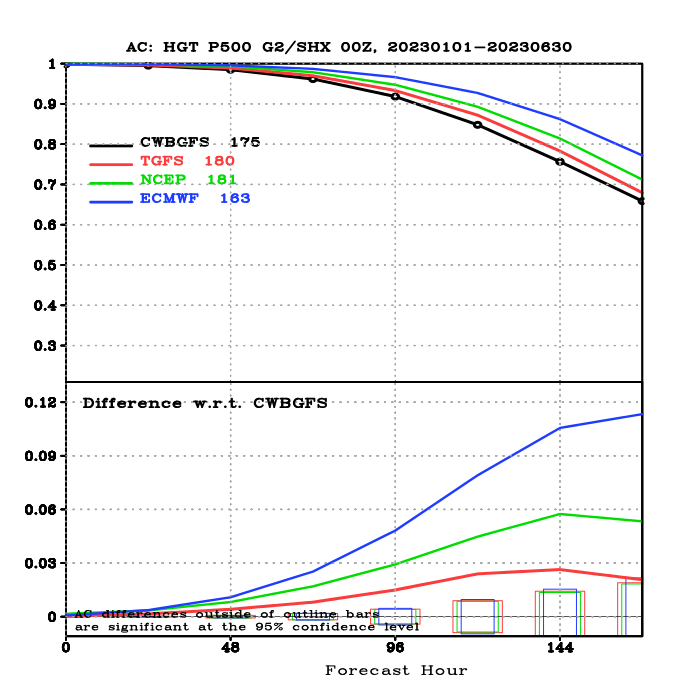 AC: HGT P500 G2/SHX 00Z, 20230101-20230630
1
0.9
0.8
CWBGFS 175
TGFS 180
NCEP 181
ECMWF 163
0.7
0.6
0.5
0.4
0.3
0.12
Difference w.r.t. CWBGFS
0.09
0.06
0.03
0
AC differences outside of outline bars
are significant at the 95% confidence level
0 48 96 144
Forecast Hour